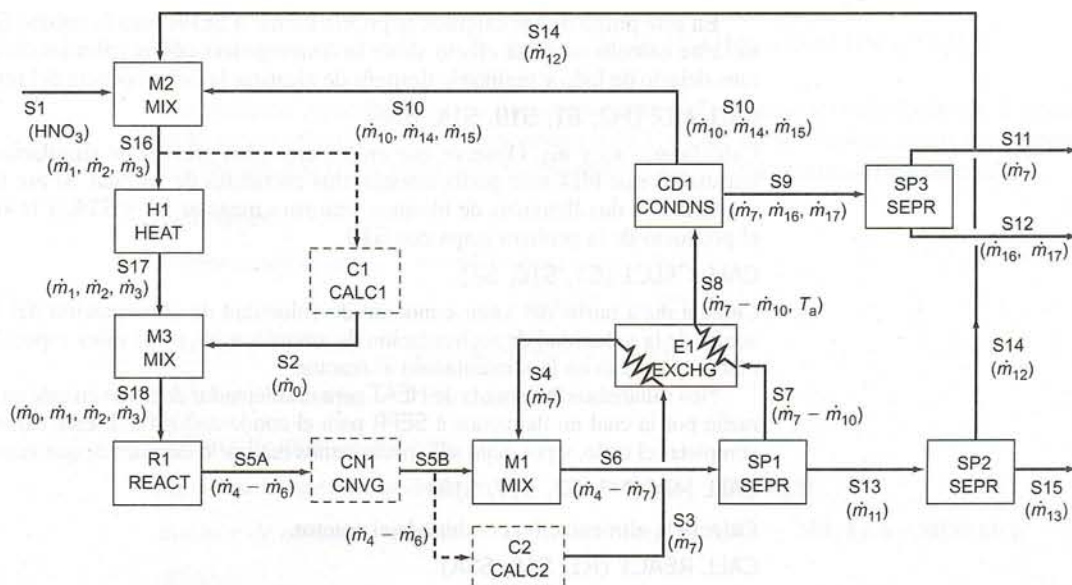 S14
(ṁ12)
M2
MIX
S1
(HNO3)
S10
(ṁ10, ṁ14, ṁ15)
S10
(ṁ10, ṁ14, ṁ15)
S11
(ṁ7)
S16
(ṁ1, ṁ2, ṁ3)
CD1
CONDNS
S9
(ṁ7, ṁ16, ṁ17)
SP3
SEPR
H1
HEAT
S12
(ṁ16, ṁ17)
S17
(ṁ1, ṁ2, ṁ3)
C1
CALC1
S8
(ṁ7 − ṁ10, Ta)
M3
MIX
S2
(ṁ0)
E1
EXCHG
S14
(ṁ12)
S18
(ṁ0, ṁ1, ṁ2, ṁ3)
S4
(ṁ7)
S7
(ṁ7 − ṁ10)
R1
REACT
S5A
(ṁ4 − ṁ6)
CN1
CNVG
S5B
(ṁ4 − ṁ6)
M1
MIX
S6
(ṁ4 − ṁ7)
SP1
SEPR
S13
(ṁ11)
SP2
SEPR
S15
(ṁ13)
S3
(ṁ7)
C2
CALC2